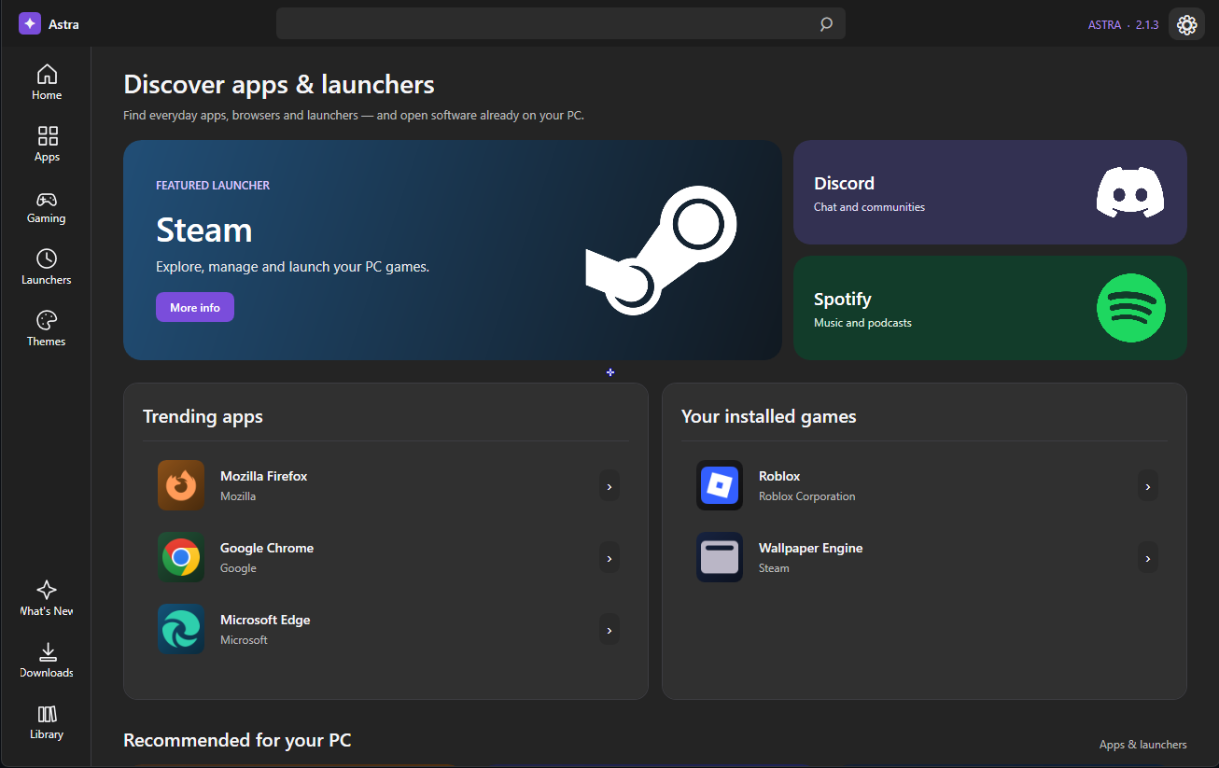 Astra
ASTRA · 2.1.3
Home
Apps
Gaming
Launchers
Themes
What's New
Downloads
Library
Discover apps & launchers
Find everyday apps, browsers and launchers — and open software already on your PC.
FEATURED LAUNCHER
Steam
Explore, manage and launch your PC games.
More info
Discord
Chat and communities
Spotify
Music and podcasts
Trending apps
Mozilla Firefox
Mozilla
Google Chrome
Google
Microsoft Edge
Microsoft
Your installed games
Roblox
Roblox Corporation
Wallpaper Engine
Steam
Recommended for your PC
Apps & launchers